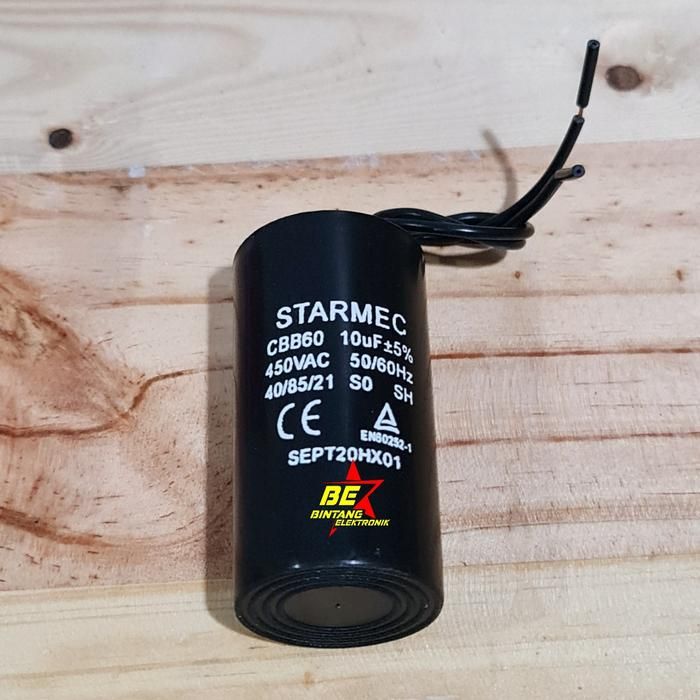 STARMEC
CBB60 10uF±5%
450VAC 50/60Hz
40/85/21 S0 SH
CE
EN60252-1
SEPT20HX01
BE
BINTANG
ELEKTRONIK